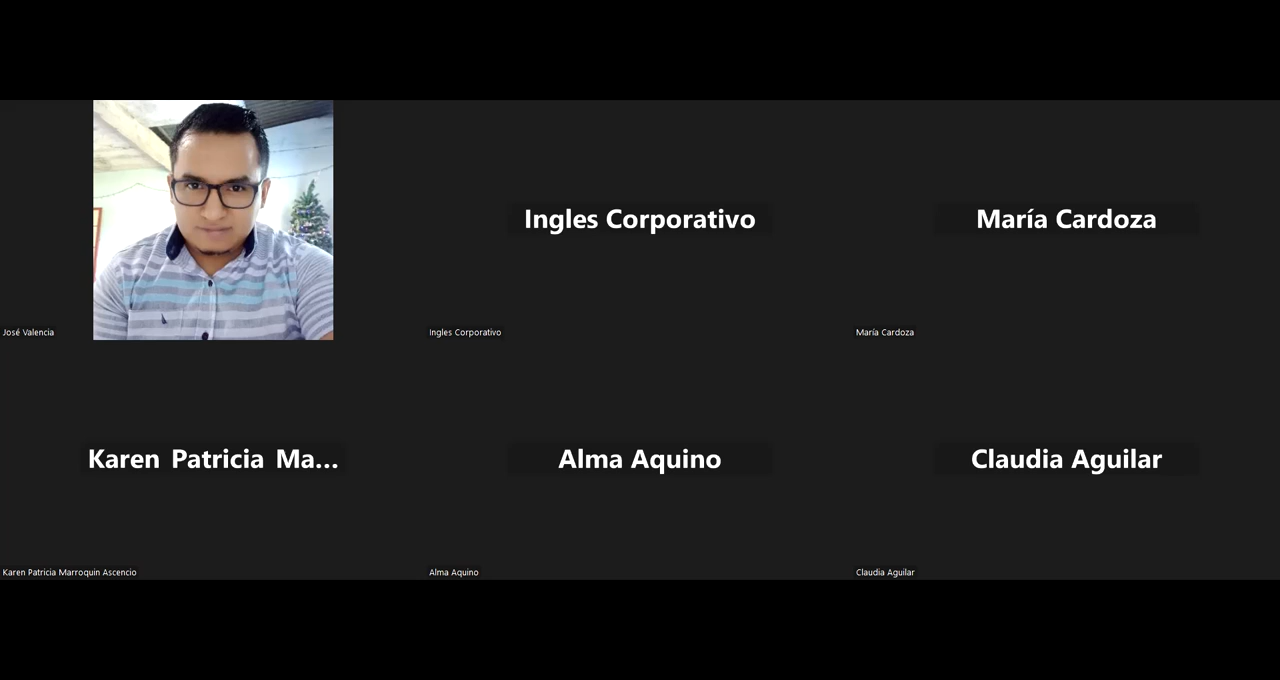 José Valencia
Ingles Corporativo
Ingles Corporativo
María Cardoza
María Cardoza
Karen Patricia Ma...
Karen Patricia Marroquin Ascencio
Alma Aquino
Alma Aquino
Claudia Aguilar
Claudia Aguilar